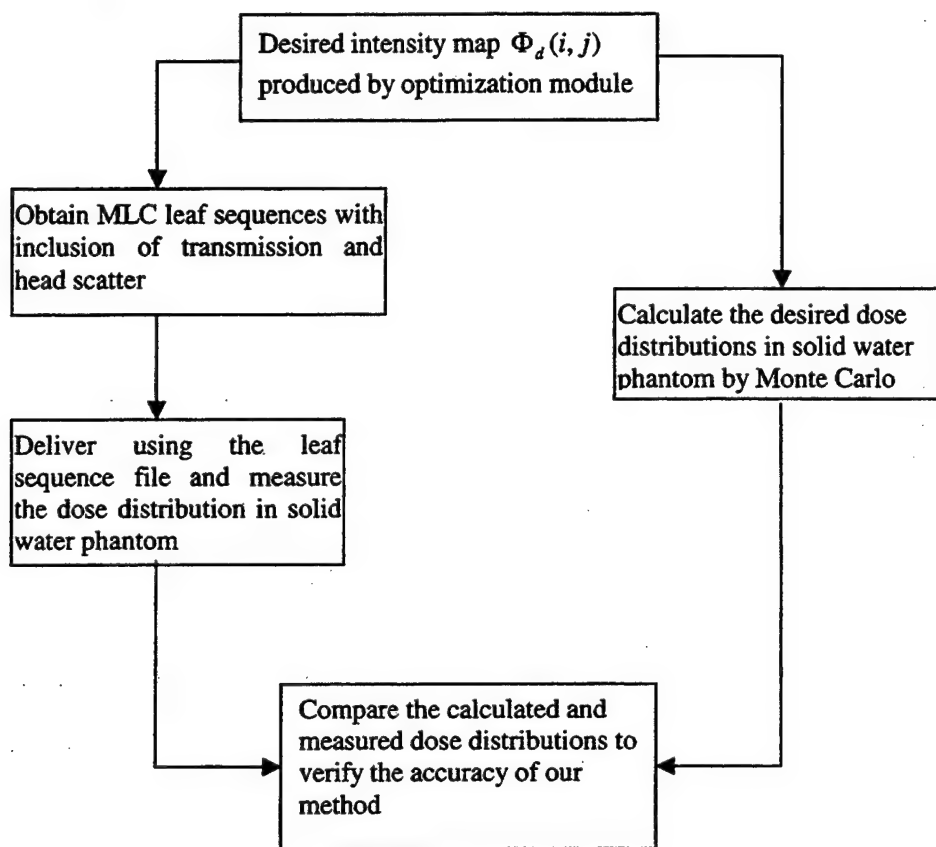 Desired intensity map Φ_d(i, j)
produced by optimization module
Obtain MLC leaf sequences with
inclusion of transmission and
head scatter
Calculate the desired dose
distributions in solid water
phantom by Monte Carlo
Deliver using the leaf
sequence file and measure
the dose distribution in solid
water phantom
Compare the calculated and
measured dose distributions to
verify the accuracy of our
method